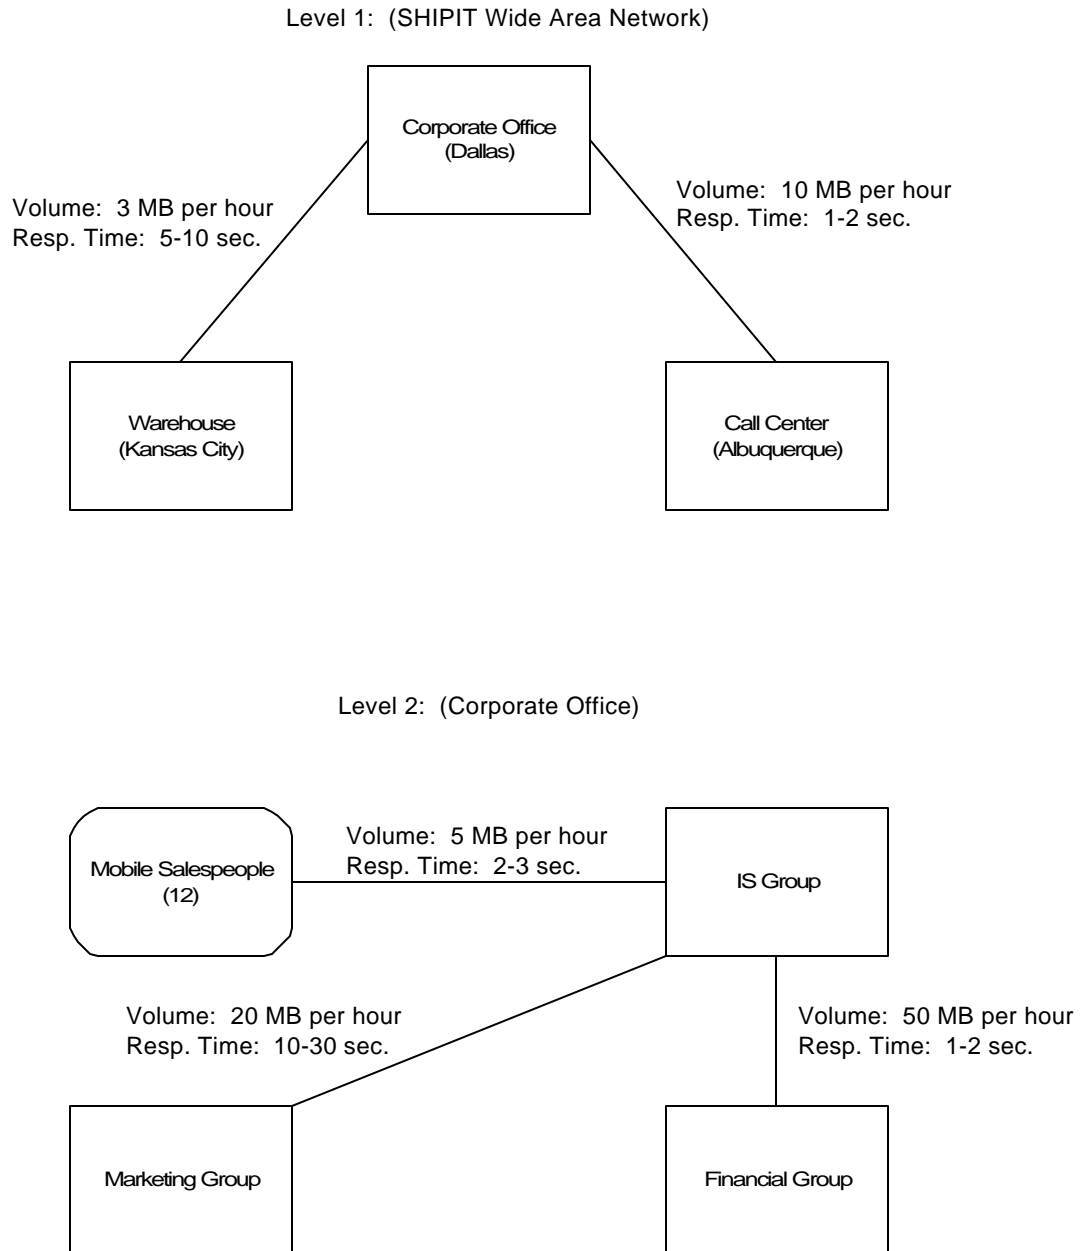 Level 1:  (SHIPIT Wide Area Network)
Corporate Office
(Dallas)
Volume:  3 MB per hour
Resp. Time:  5-10 sec.
Volume:  10 MB per hour
Resp. Time:  1-2 sec.
Warehouse
(Kansas City)
Call Center
(Albuquerque)
Level 2:  (Corporate Office)
Mobile Salespeople
(12)
Volume:  5 MB per hour
Resp. Time:  2-3 sec.
IS Group
Volume:  20 MB per hour
Resp. Time:  10-30 sec.
Volume:  50 MB per hour
Resp. Time:  1-2 sec.
Marketing Group
Financial Group